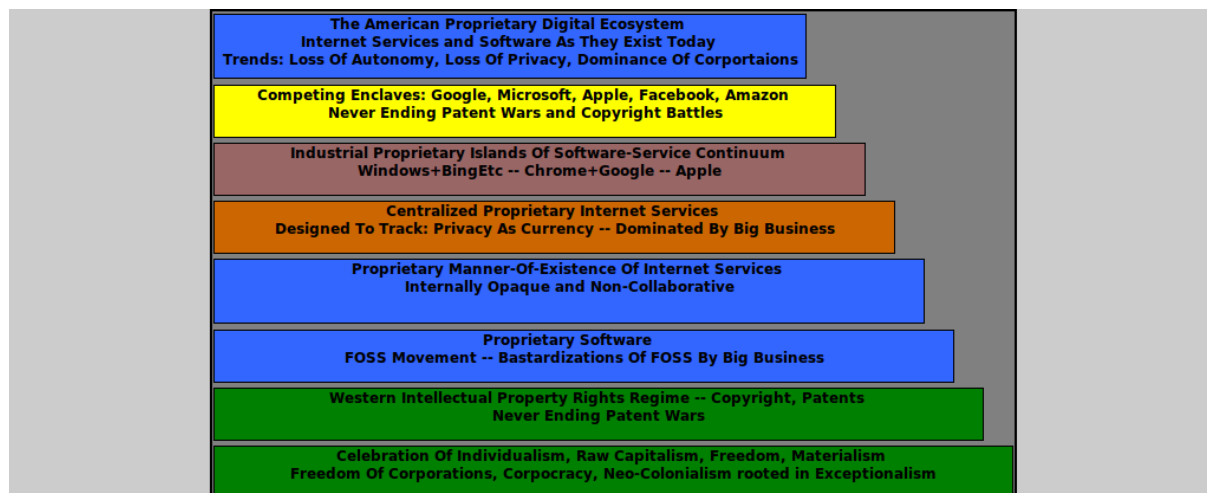 The American Proprietary Digital Ecosystem
Internet Services and Software As They Exist Today
Trends: Loss Of Autonomy, Loss Of Privacy, Dominance Of Corportaions
Competing Enclaves: Google, Microsoft, Apple, Facebook, Amazon
Never Ending Patent Wars and Copyright Battles
Industrial Proprietary Islands Of Software-Service Continuum
Windows+BingEtc -- Chrome+Google -- Apple
Centralized Proprietary Internet Services
Designed To Track: Privacy As Currency -- Dominated By Big Business
Proprietary Manner-Of-Existence Of Internet Services
Internally Opaque and Non-Collaborative
Proprietary Software
FOSS Movement -- Bastardizations Of FOSS By Big Business
Western Intellectual Property Rights Regime -- Copyright, Patents
Never Ending Patent Wars
Celebration Of Individualism, Raw Capitalism, Freedom, Materialism
Freedom Of Corporations, Corpocracy, Neo-Colonialism rooted in Exceptionalism